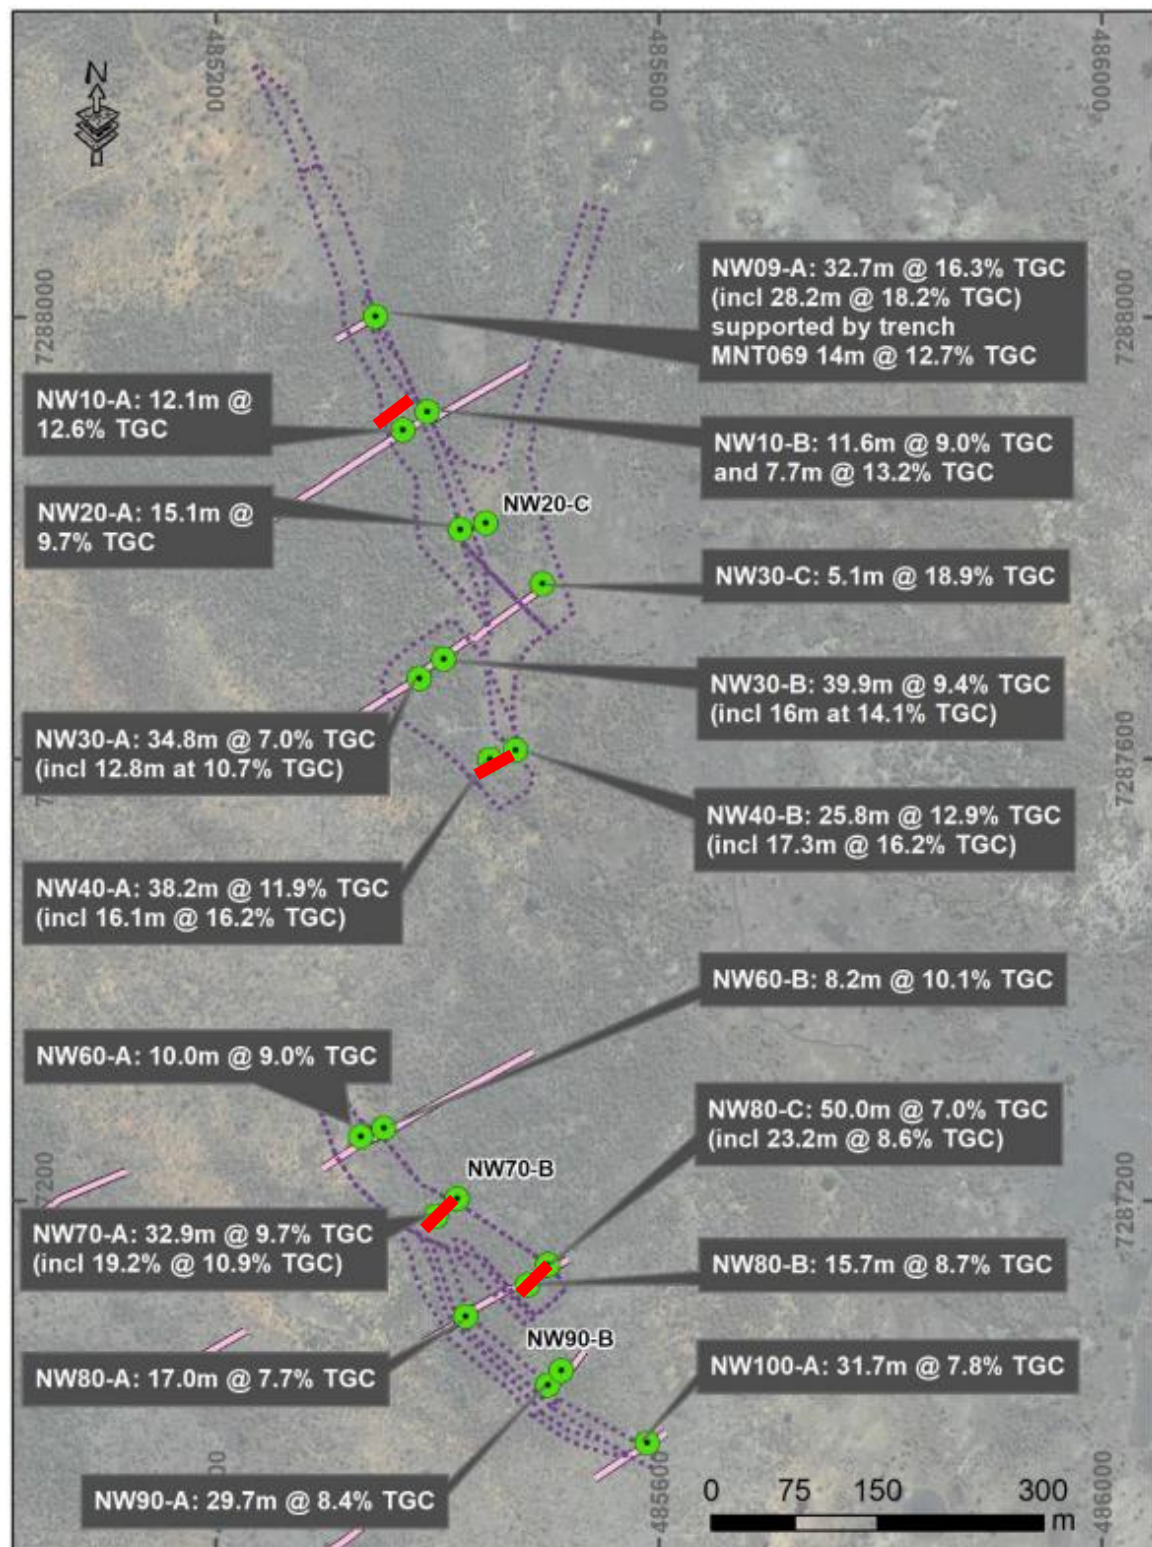 N
485200
485600
486000
NW09-A: 32.7m @ 16.3% TGC
(incl 28.2m @ 18.2% TGC)
supported by trench
MNT069 14m @ 12.7% TGC
7288000
7288000
NW10-A: 12.1m @
12.6% TGC
NW10-B: 11.6m @ 9.0% TGC
and 7.7m @ 13.2% TGC
NW20-A: 15.1m @
9.7% TGC
NW20-C
NW30-C: 5.1m @ 18.9% TGC
NW30-B: 39.9m @ 9.4% TGC
(incl 16m at 14.1% TGC)
NW30-A: 34.8m @ 7.0% TGC
(incl 12.8m at 10.7% TGC)
7287600
NW40-B: 25.8m @ 12.9% TGC
(incl 17.3m @ 16.2% TGC)
NW40-A: 38.2m @ 11.9% TGC
(incl 16.1m @ 16.2% TGC)
NW60-B: 8.2m @ 10.1% TGC
NW60-A: 10.0m @ 9.0% TGC
NW80-C: 50.0m @ 7.0% TGC
(incl 23.2m @ 8.6% TGC)
NW70-B
7287200
NW70-A: 32.9m @ 9.7% TGC
(incl 19.2% @ 10.9% TGC)
NW80-B: 15.7m @ 8.7% TGC
NW90-B
NW80-A: 17.0m @ 7.7% TGC
NW100-A: 31.7m @ 7.8% TGC
NW90-A: 29.7m @ 8.4% TGC
485600
486000
0 75 150 300
m